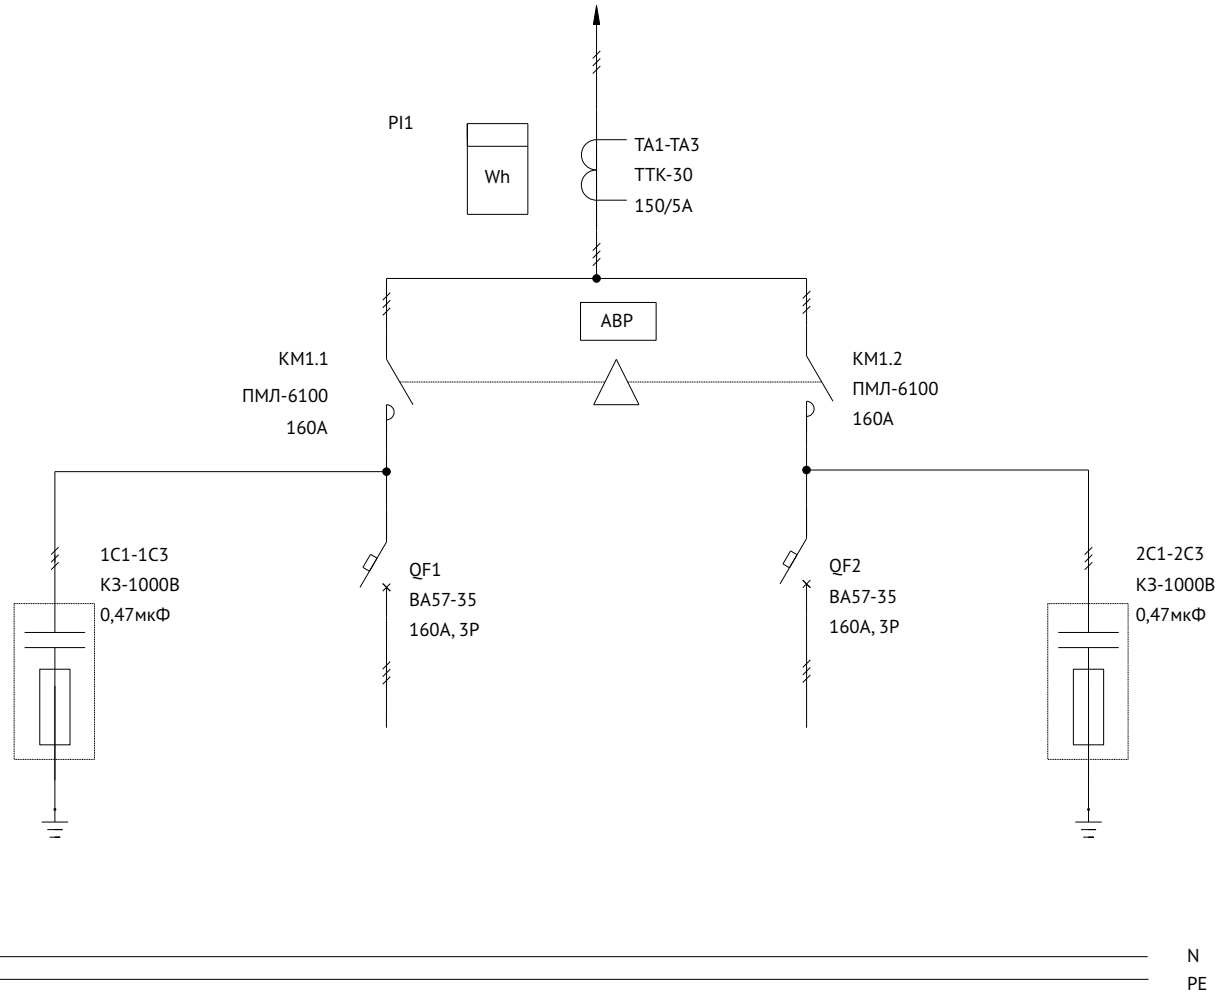 PI1
Wh
TA1-TA3
ТТК-30
150/5А
АВР
КМ1.1
ПМЛ-6100
160А
КМ1.2
ПМЛ-6100
160А
1С1-1С3
КЗ-1000В
0,47мкФ
QF1
ВА57-35
160А, 3Р
QF2
ВА57-35
160А, 3Р
2С1-2С3
КЗ-1000В
0,47мкФ
N
PE